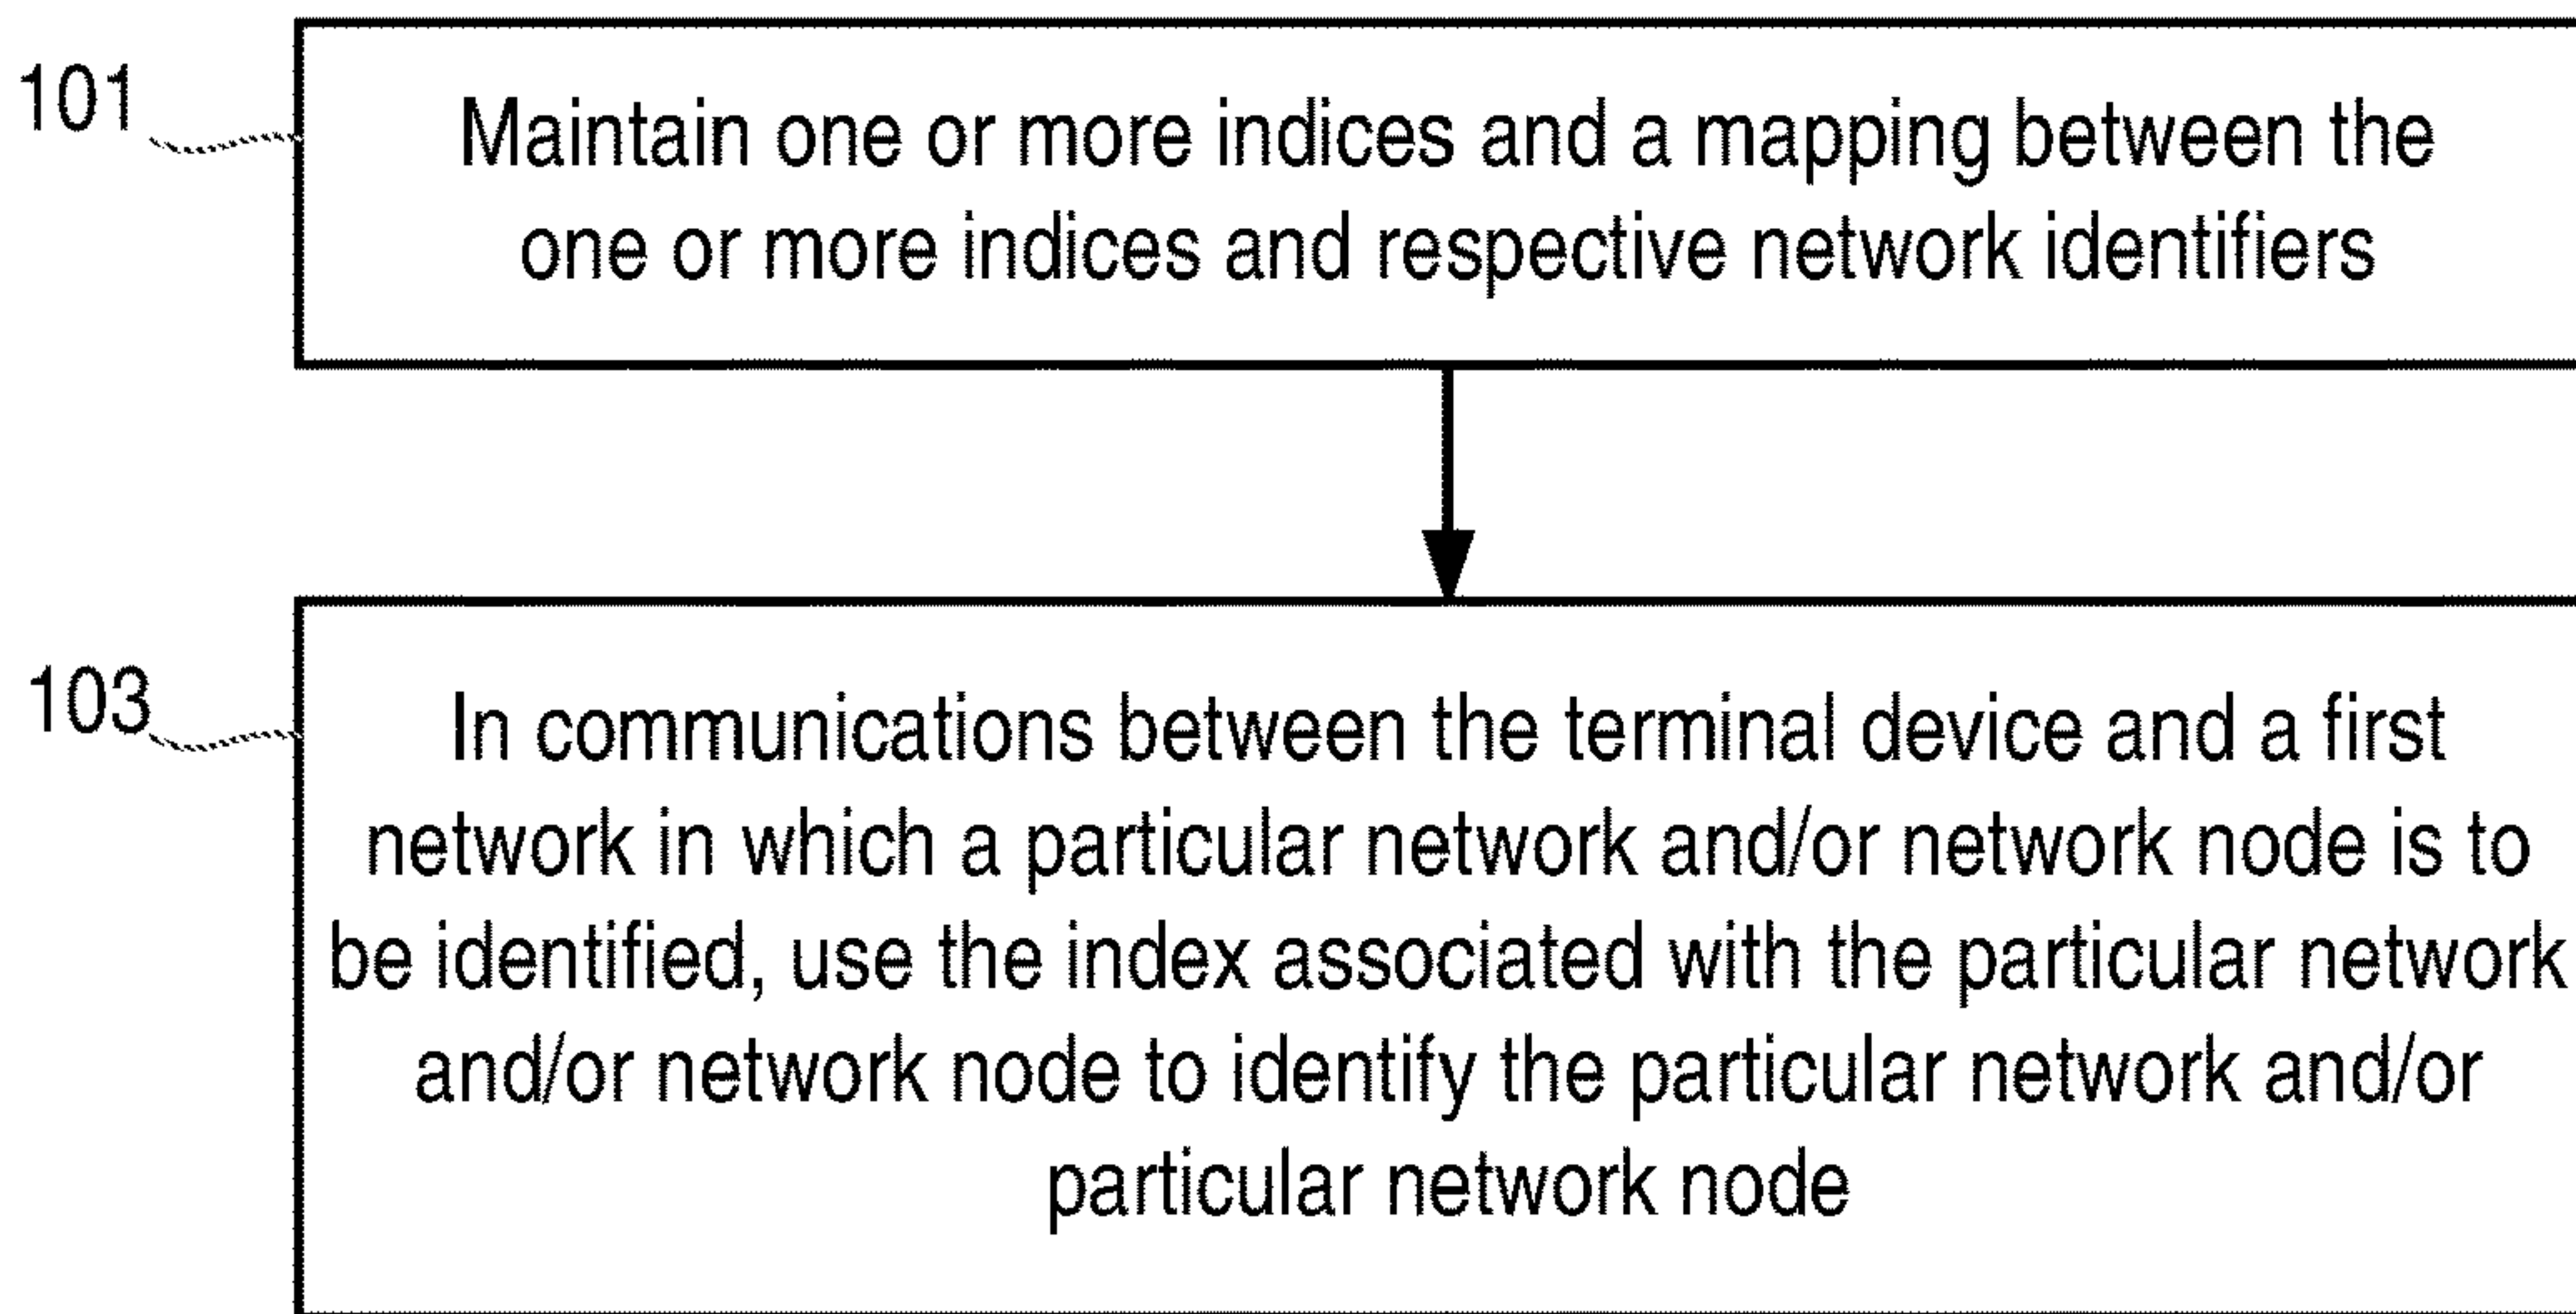 101
Maintain one or more indices and a mapping between the
one or more indices and respective network identifiers
103
In communications between the terminal device and a first
network in which a particular network and/or network node is to
be identified, use the index associated with the particular network
and/or network node to identify the particular network and/or
particular network node